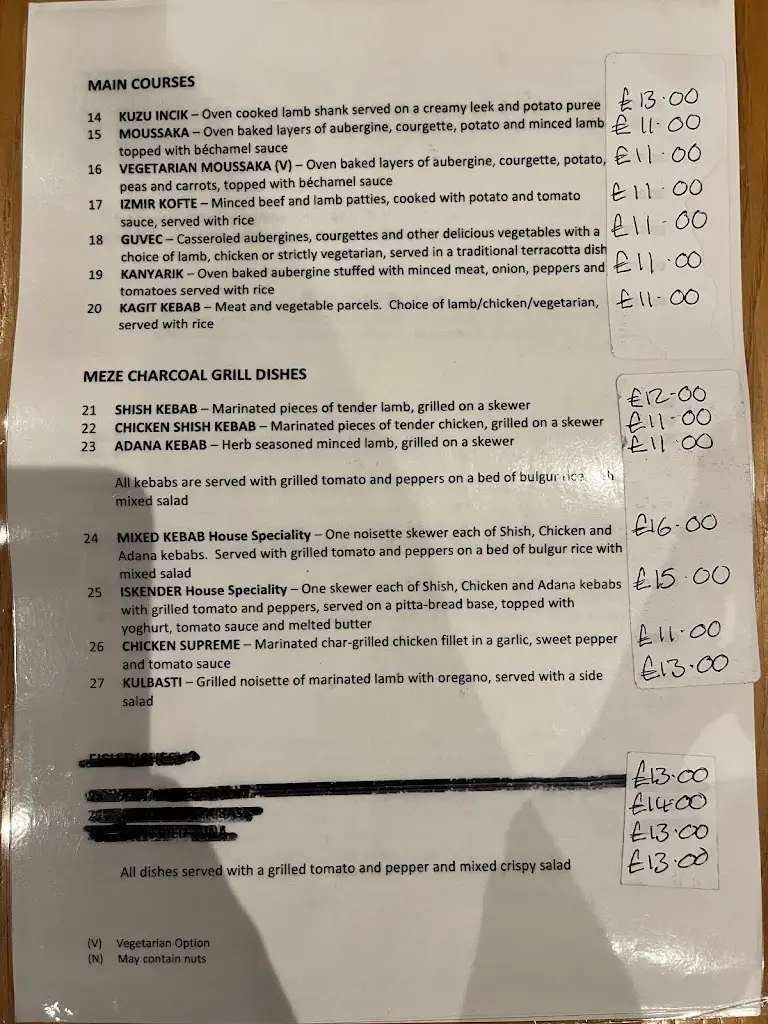 MAIN COURSES
14 KUZU INCIK – Oven cooked lamb shank served on a creamy leek and potato puree £13.00
15 MOUSSAKA – Oven baked layers of aubergine, courgette, potato and minced lamb £11.00
topped with béchamel sauce
16 VEGETARIAN MOUSSAKA (V) – Oven baked layers of aubergine, courgette, potato, £11.00
peas and carrots, topped with béchamel sauce
17 IZMIR KOFTE – Minced beef and lamb patties, cooked with potato and tomato £11.00
sauce, served with rice
18 GUVEC – Casseroled aubergines, courgettes and other delicious vegetables with a £11.00
choice of lamb, chicken or strictly vegetarian, served in a traditional terracotta dish
19 KANYARIK – Oven baked aubergine stuffed with minced meat, onion, peppers and £11.00
tomatoes served with rice
20 KAGIT KEBAB – Meat and vegetable parcels. Choice of lamb/chicken/vegetarian, £11.00
served with rice
MEZE CHARCOAL GRILL DISHES
21 SHISH KEBAB – Marinated pieces of tender lamb, grilled on a skewer £12.00
22 CHICKEN SHISH KEBAB – Marinated pieces of tender chicken, grilled on a skewer £11.00
23 ADANA KEBAB – Herb seasoned minced lamb, grilled on a skewer £11.00
All kebabs are served with grilled tomato and peppers on a bed of bulgur rice
mixed salad
24 MIXED KEBAB House Speciality – One noisette skewer each of Shish, Chicken and £16.00
Adana kebabs. Served with grilled tomato and peppers on a bed of bulgur rice with
mixed salad
25 ISKENDER House Speciality – One skewer each of Shish, Chicken and Adana kebabs £15.00
with grilled tomato and peppers, served on a pitta-bread base, topped with
yoghurt, tomato sauce and melted butter
26 CHICKEN SUPREME – Marinated char-grilled chicken fillet in a garlic, sweet pepper £11.00
and tomato sauce
27 KULBASTI – Grilled noisette of marinated lamb with oregano, served with a side £13.00
salad
£13.00
£14.00
£13.00
£13.00
All dishes served with a grilled tomato and pepper and mixed crispy salad
(V) Vegetarian Option
(N) May contain nuts